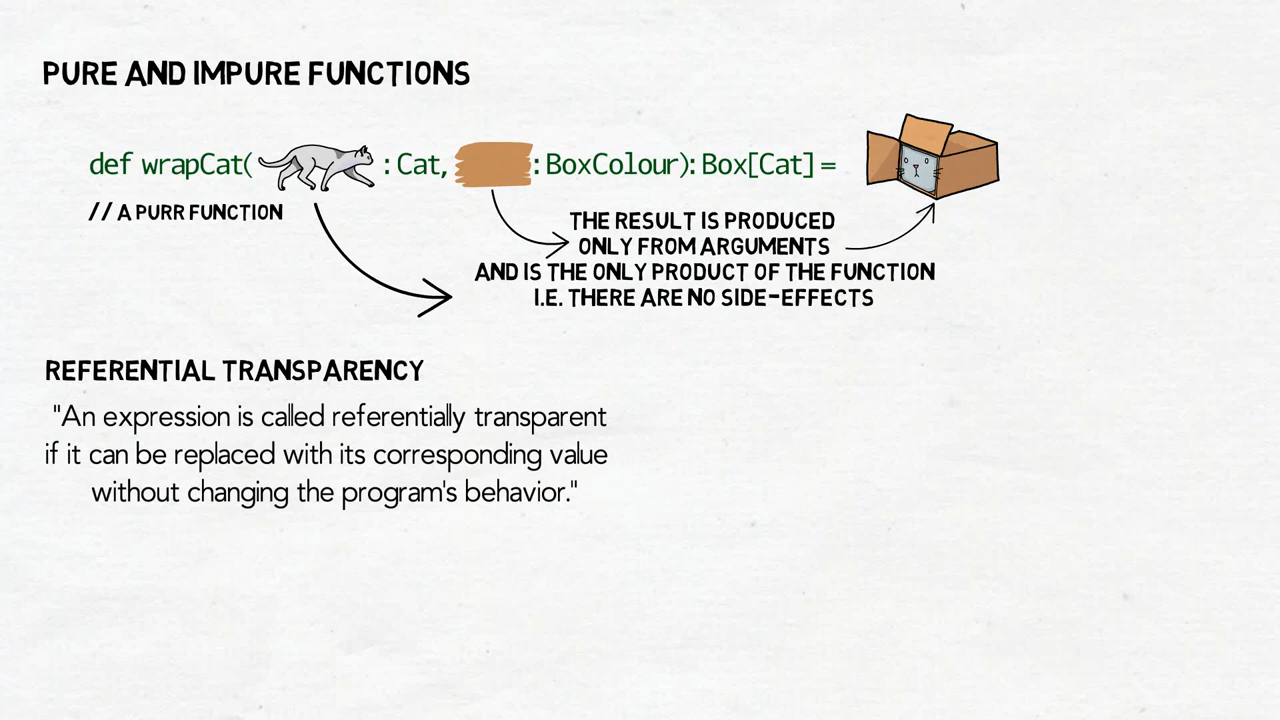 PURE AND IMPURE FUNCTIONS
def wrapCat( : Cat, : BoxColour): Box[Cat] =
// A PURR FUNCTION
THE RESULT IS PRODUCED
ONLY FROM ARGUMENTS
AND IS THE ONLY PRODUCT OF THE FUNCTION
I.E. THERE ARE NO SIDE-EFFECTS
REFERENTIAL TRANSPARENCY
"An expression is called referentially transparent
if it can be replaced with its corresponding value
without changing the program's behavior."